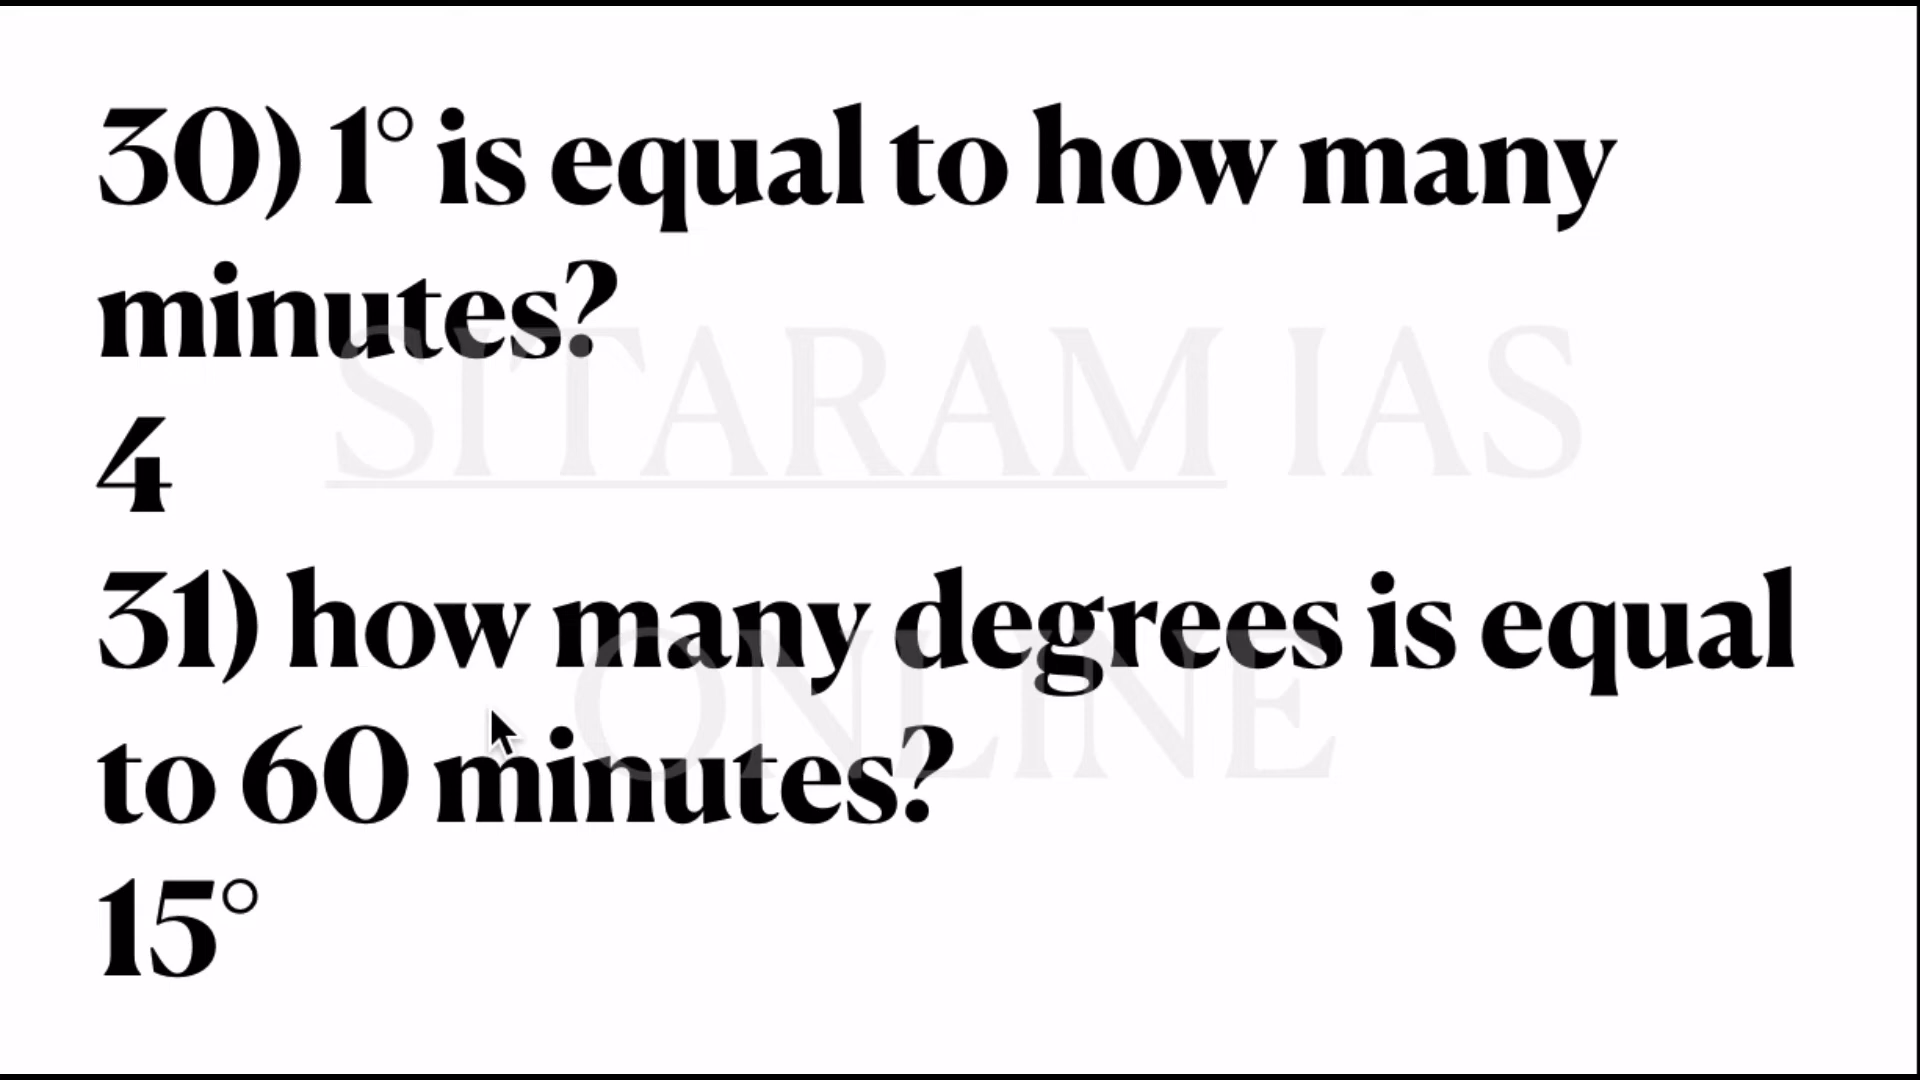 30) 1° is equal to how many
minutes?
SITARAM IAS
4
31) how many degrees is equal
ONLINE
to 60 minutes?
15°